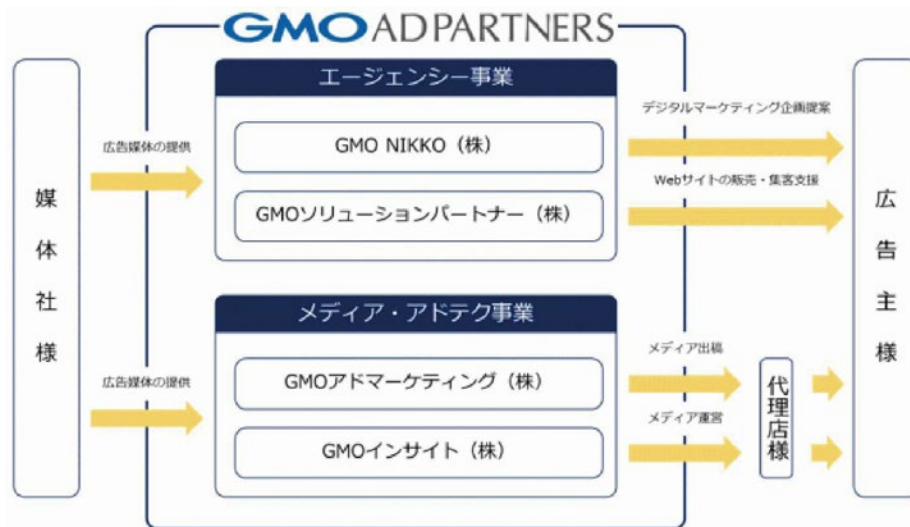 GMO AD PARTNERS
媒体社様
広告媒体の提供
エージェンシー事業
GMO NIKKO（株）
GMOソリューションパートナー（株）
デジタルマーケティング企画提案
Webサイトの販売・集客支援
広告媒体の提供
メディア・アドテク事業
GMOアドマーケティング（株）
GMOインサイト（株）
メディア出稿
メディア運営
代理店様
広告主様